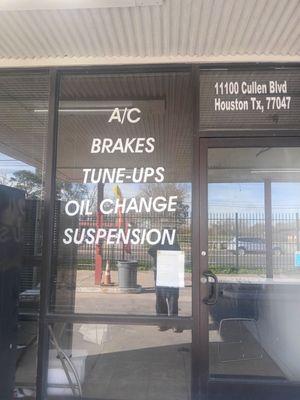 A/C
BRAKES
TUNE-UPS
OIL CHANGE
SUSPENSION
11100 Cullen Blvd
Houston Tx, 77047